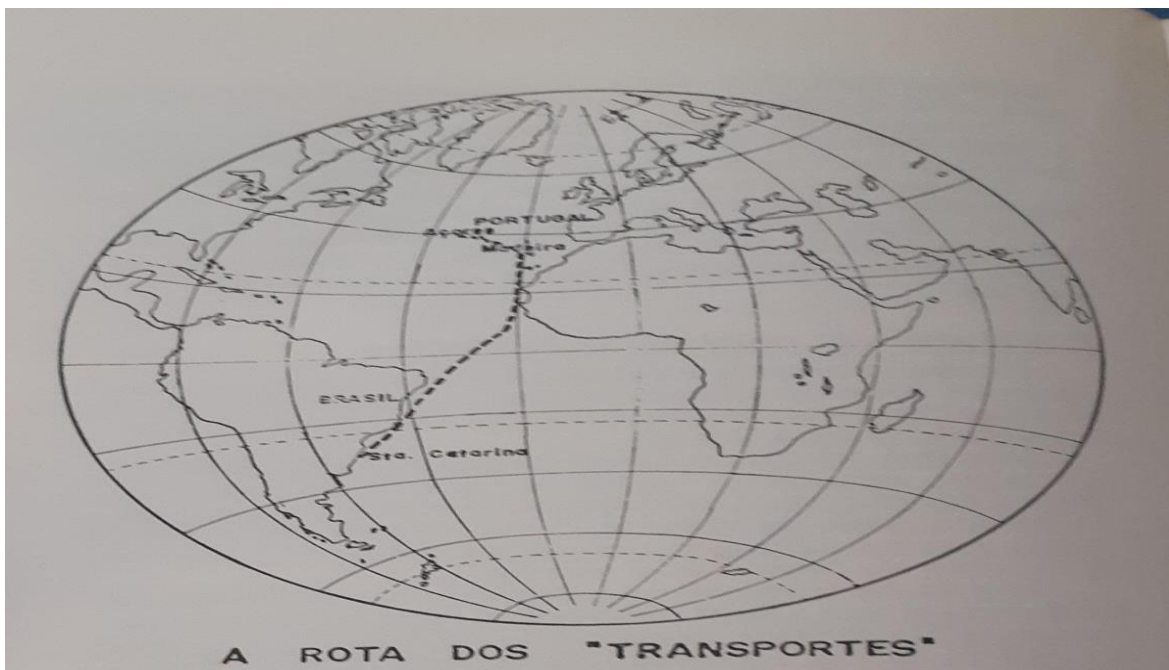 PORTUGAL
Açores
Madeira
BRASIL
Sta. Catarina
A ROTA DOS "TRANSPORTES"